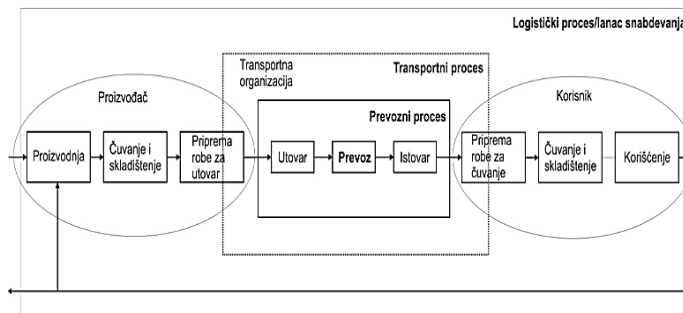 Logistički proces/lanac snabdevanja
Transportna
organizacija
Transportni proces
Proizvođač
Prevozni proces
Korisnik
Proizvodnja
Čuvanje i
skladištenje
Priprema
robe za
utovar
Utovar
Prevoz
Istovar
Priprema
robe za
čuvanje
Čuvanje i
skladištenje
Korišćenje